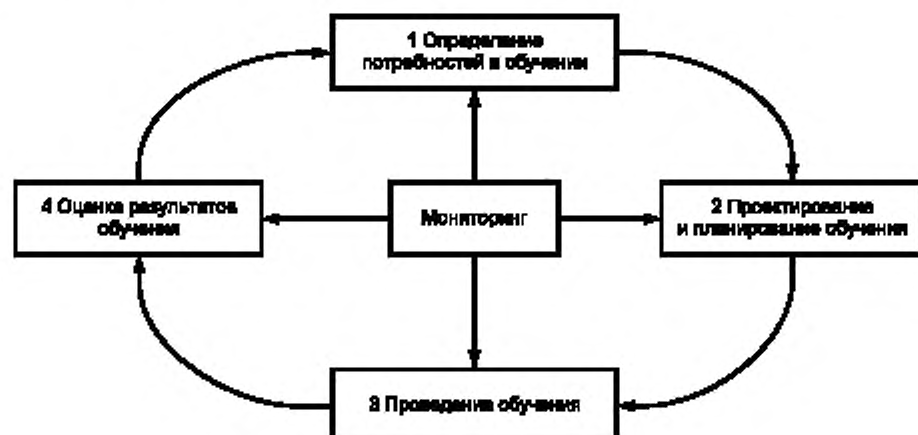 1 Определение
потребностей в обучении
4 Оценка результатов
обучения
Мониторинг
2 Проектирование
и планирование обучения
3 Проведение обучения